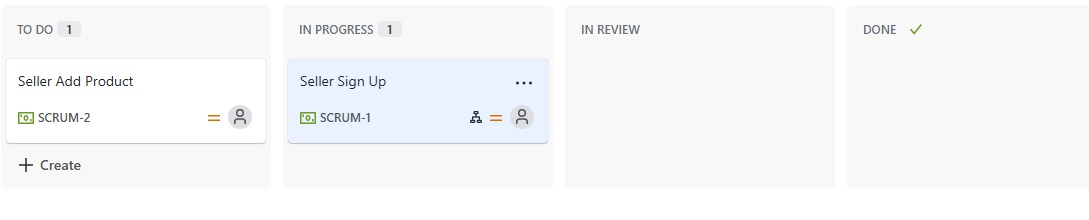 TO DO 1
IN PROGRESS 1
IN REVIEW
DONE
Seller Add Product
SCRUM-2
Create
Seller Sign Up
SCRUM-1